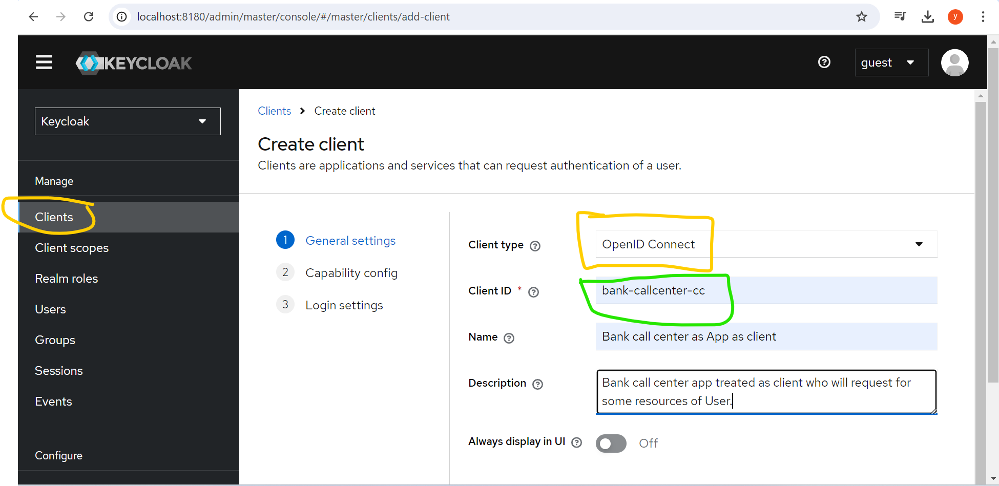 localhost:8180/admin/master/console/#/master/clients/add-client
y
KEYCLOAK
guest
Keycloak
Manage
Clients
Client scopes
Realm roles
Users
Groups
Sessions
Events
Configure
Clients > Create client
Create client
Clients are applications and services that can request authentication of a user.
1 General settings
2 Capability config
3 Login settings
Client type OpenID Connect
Client ID * bank-callcenter-cc
Name Bank call center as App as client
Description Bank call center app treated as client who will request for
some resources of User.
Always display in UI Off